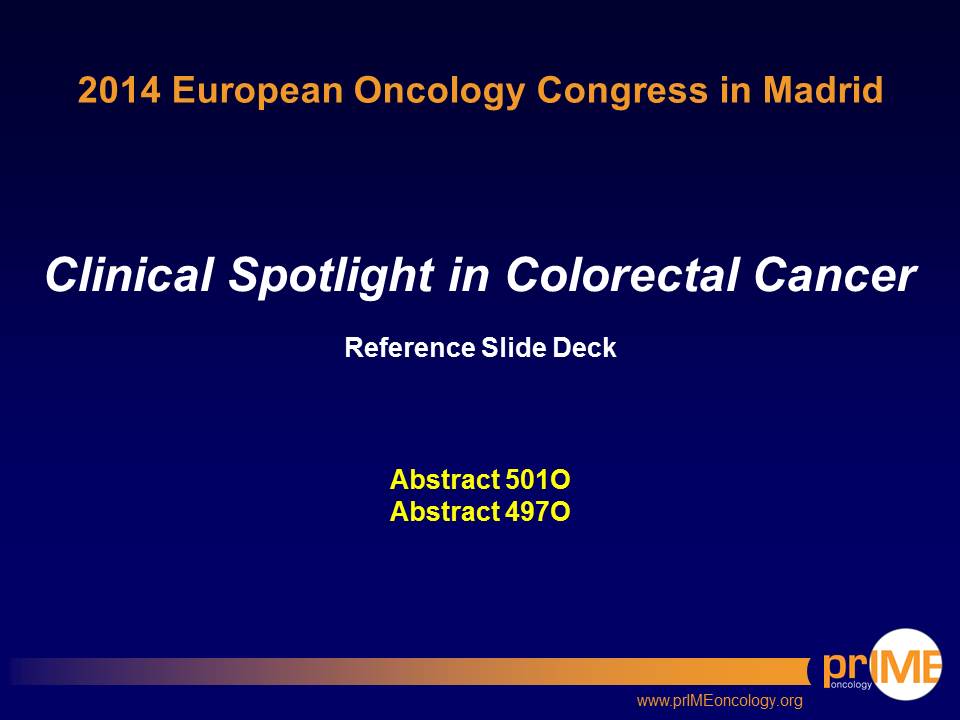 2014 European Oncology Congress in Madrid
Clinical Spotlight in Colorectal Cancer
Reference Slide Deck
Abstract 501O
Abstract 497O
prIME
oncology
www.prIMEoncology.org